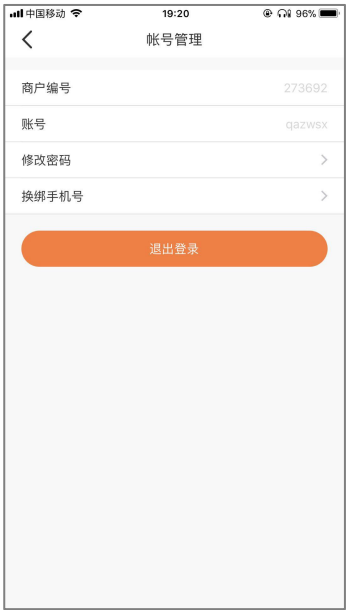 中国移动 19:20 96%
帐号管理
商户编号 273692
账号 qazwsx
修改密码
换绑手机号
退出登录